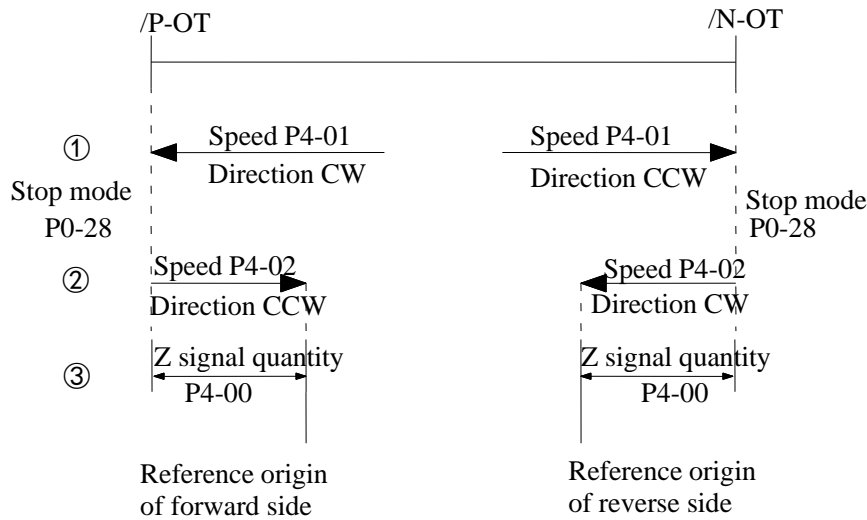 /P-OT
/N-OT
①
Speed P4-01
Direction CW
Speed P4-01
Direction CCW
Stop mode
P0-28
Stop mode
P0-28
②
Speed P4-02
Direction CCW
Speed P4-02
Direction CW
③
Z signal quantity
P4-00
Z signal quantity
P4-00
Reference origin
of forward side
Reference origin
of reverse side